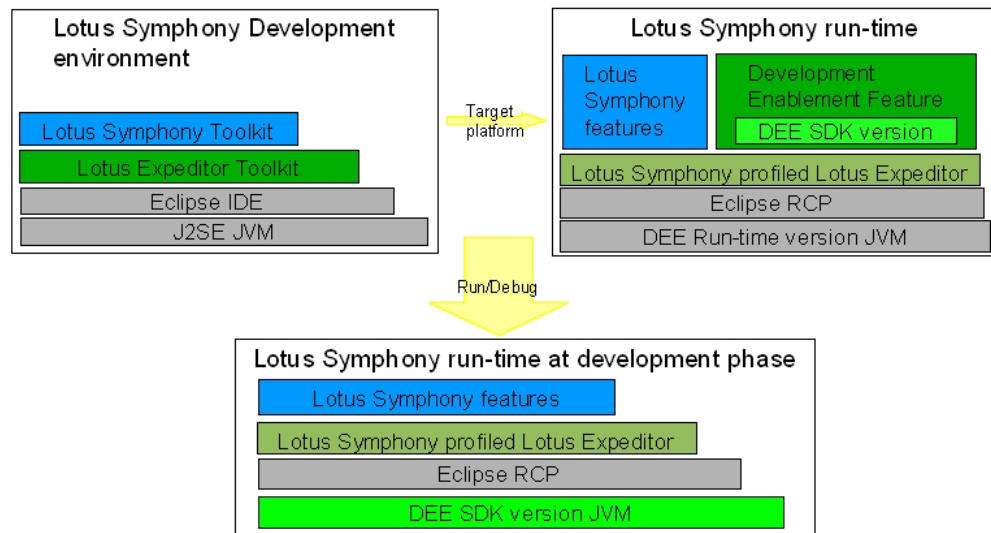 Lotus Symphony Development
environment
Lotus Symphony Toolkit
Lotus Expeditor Toolkit
Eclipse IDE
J2SE JVM
Target
platform
Lotus Symphony run-time
Lotus
Symphony
features
Development
Enablement Feature
DEE SDK version
Lotus Symphony profiled Lotus Expeditor
Eclipse RCP
DEE Run-time version JVM
Run/Debug
Lotus Symphony run-time at development phase
Lotus Symphony features
Lotus Symphony profiled Lotus Expeditor
Eclipse RCP
DEE SDK version JVM